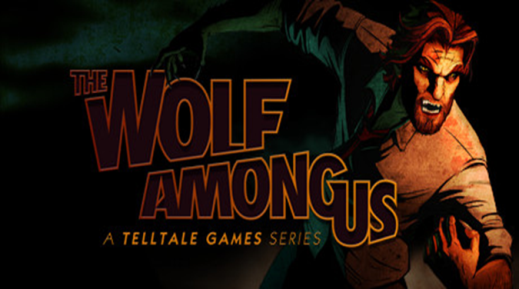 THE
WOLF
AMONG US
A TELLTALE GAMES SERIES